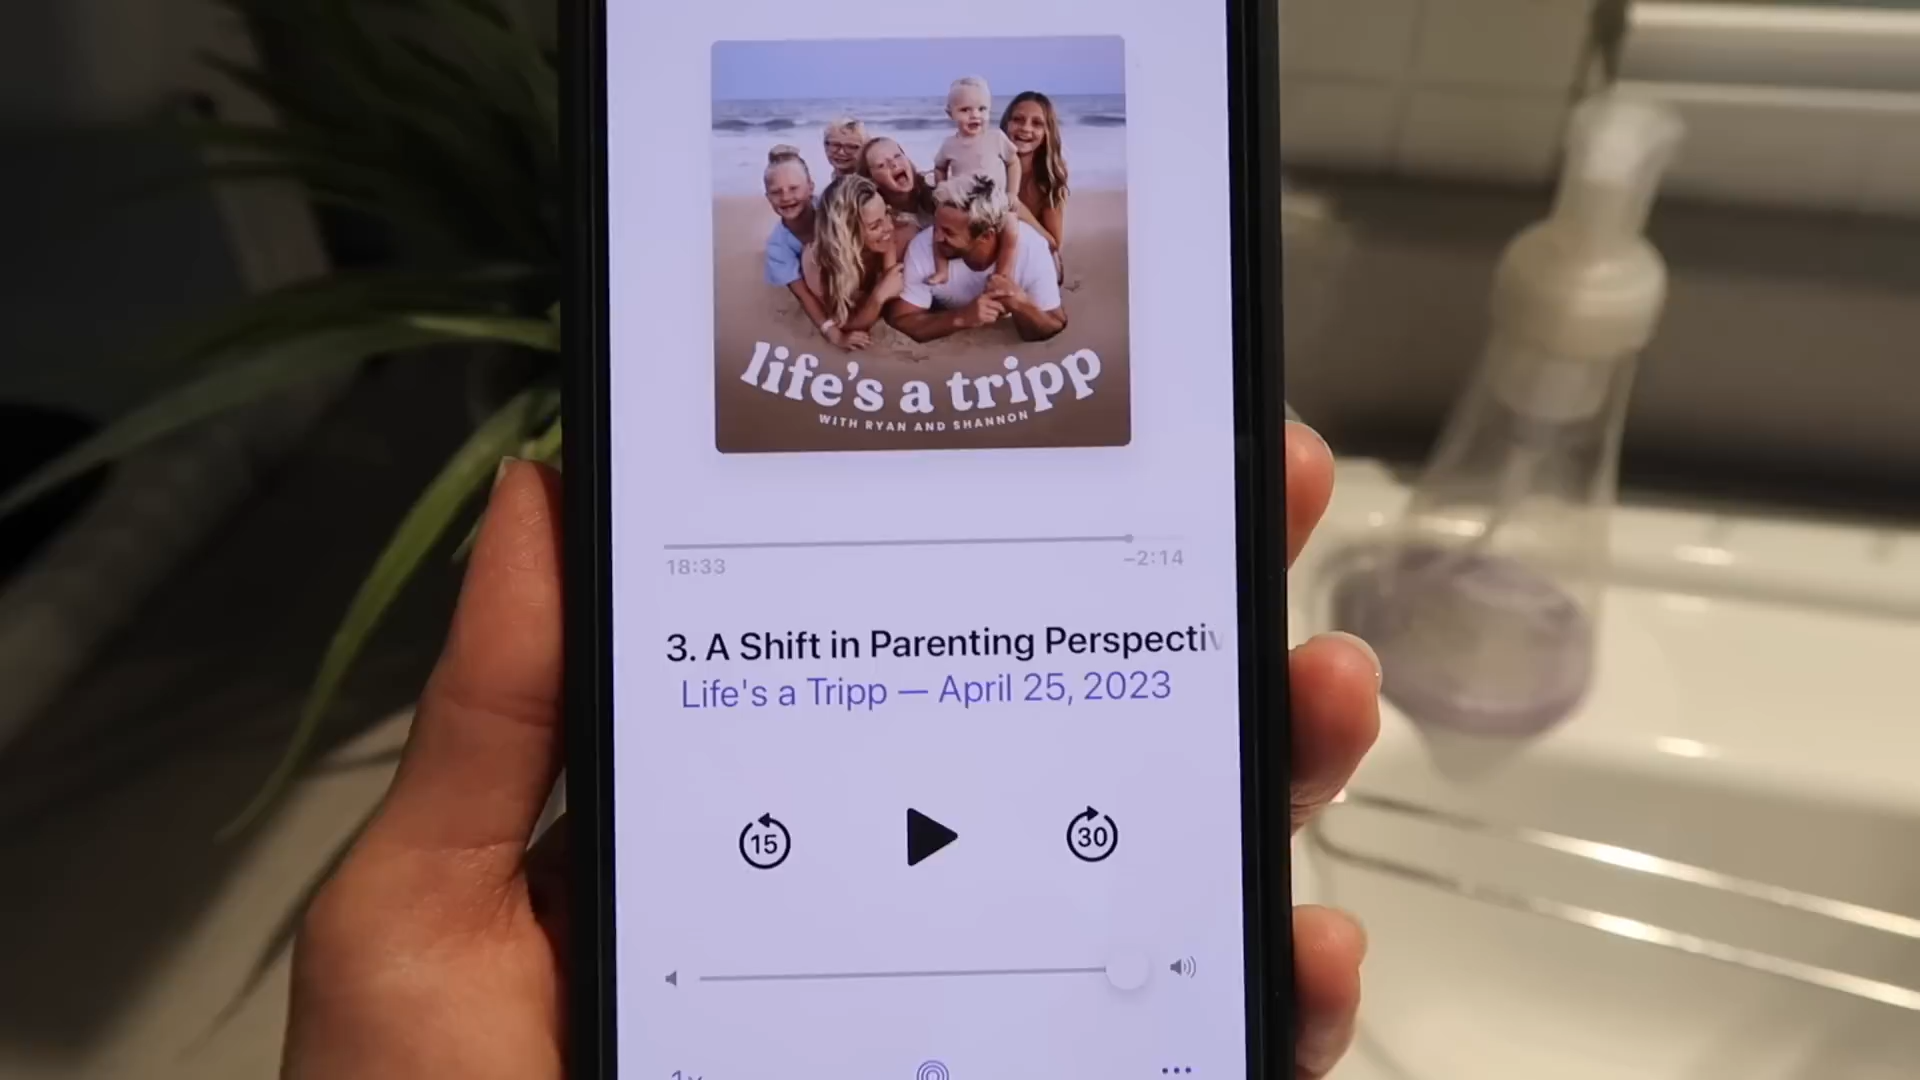 life's a tripp
WITH RYAN AND SHANNON
18:33
-2:14
3. A Shift in Parenting Perspectiv
Life's a Tripp — April 25, 2023
15
30